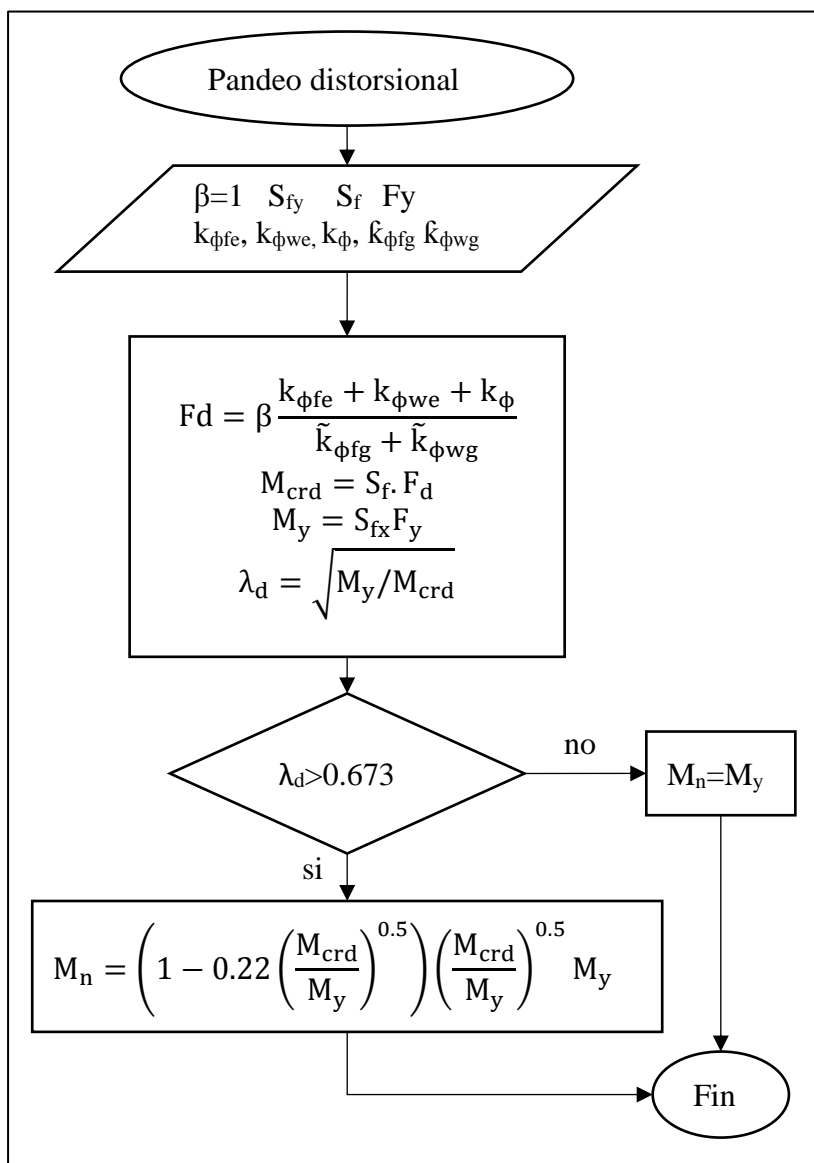 Pandeo distorsional
β=1 S_fy S_f Fy
k_ϕfe, k_ϕwe, k_ϕ, k̃_ϕfg k̃_ϕwg
Fd = β (k_ϕfe + k_ϕwe + k_ϕ) / (k̃_ϕfg + k̃_ϕwg)
M_crd = S_f. F_d
M_y = S_fx F_y
λ_d = √(M_y/M_crd)
λ_d>0.673
no
M_n=M_y
si
M_n = (1 − 0.22 (M_crd/M_y)^0.5) (M_crd/M_y)^0.5 M_y
Fin